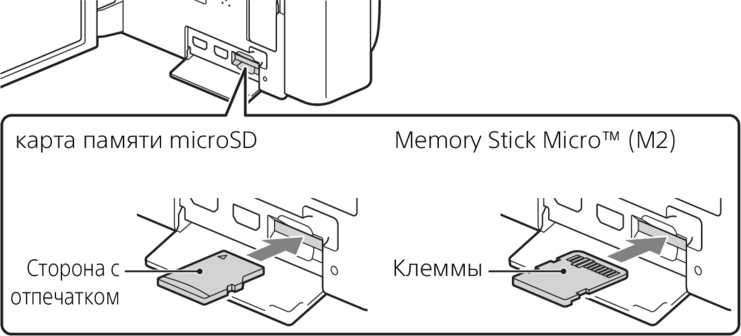 карта памяти microSD
Memory Stick Micro™ (M2)
Сторона с
отпечатком
Клеммы